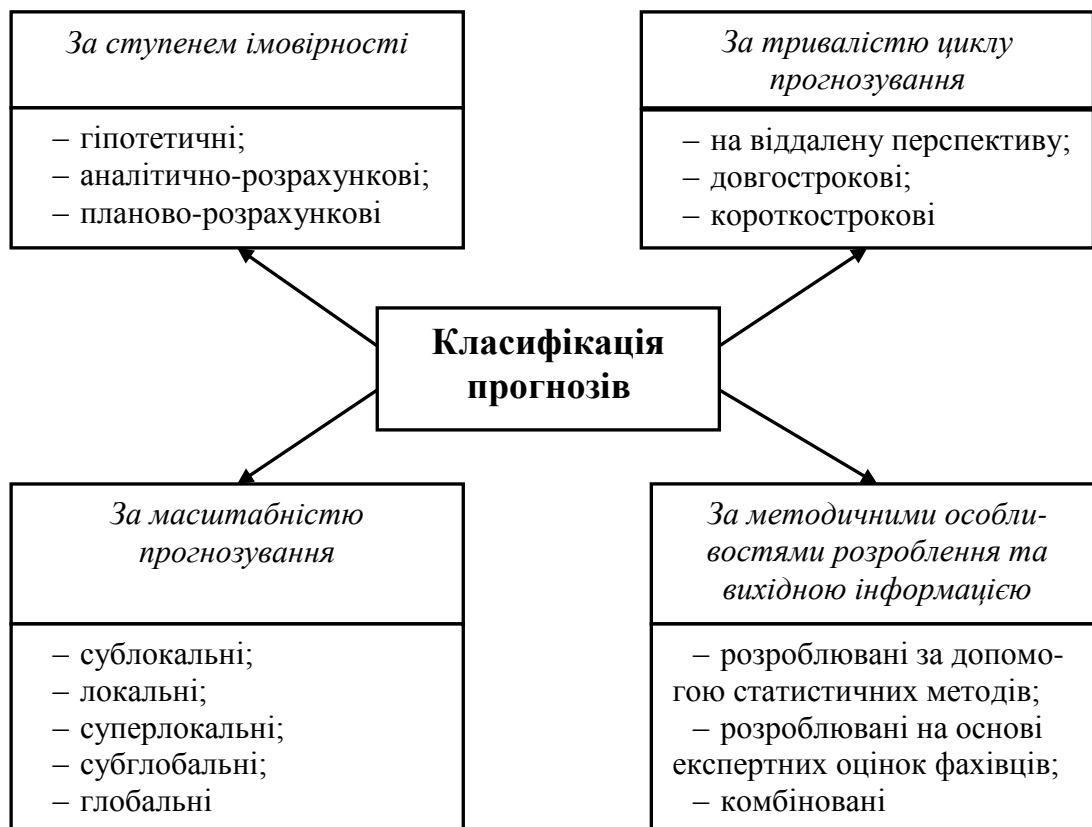 За ступенем імовірності
– гіпотетичні;
– аналітично-розрахункові;
– планово-розрахункові
За тривалістю циклу
прогнозування
– на віддалену перспективу;
– довгострокові;
– короткострокові
Класифікація
прогнозів
За масштабністю
прогнозування
– сублокальні;
– локальні;
– суперлокальні;
– субглобальні;
– глобальні
За методичними особли-
востями розроблення та
вихідною інформацією
– розроблювані за допомо-
гою статистичних методів;
– розроблювані на основі
експертних оцінок фахівців;
– комбіновані